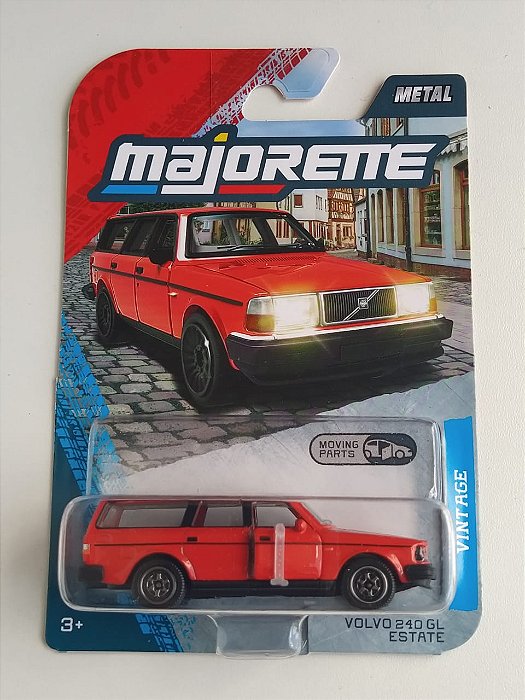 METAL
majORETTE
MOVING
PARTS
VINTAGE
3+
VOLVO 240 GL
ESTATE